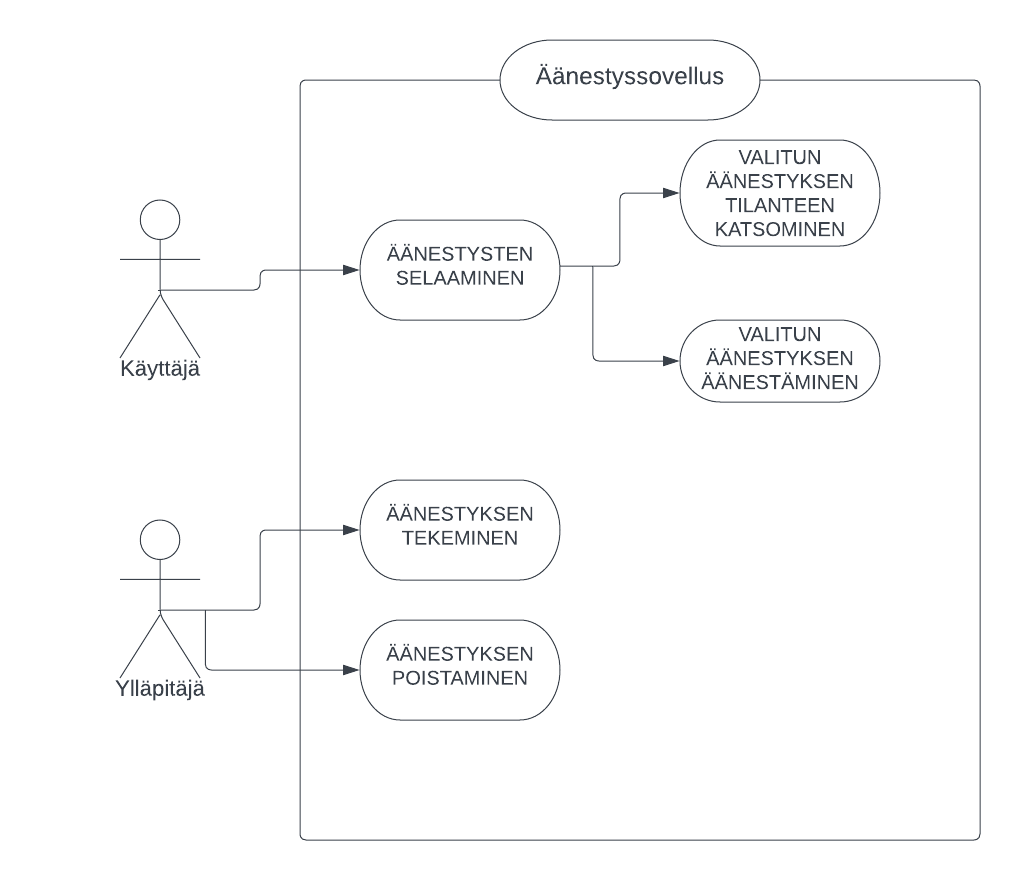 Äänestyssovellus
VALITUN
ÄÄNESTYKSEN
TILANTEEN
KATSOMINEN
ÄÄNESTYSTEN
SELAAMINEN
VALITUN
ÄÄNESTYKSEN
ÄÄNESTÄMINEN
Käyttäjä
ÄÄNESTYKSEN
TEKEMINEN
ÄÄNESTYKSEN
POISTAMINEN
Ylläpitäjä